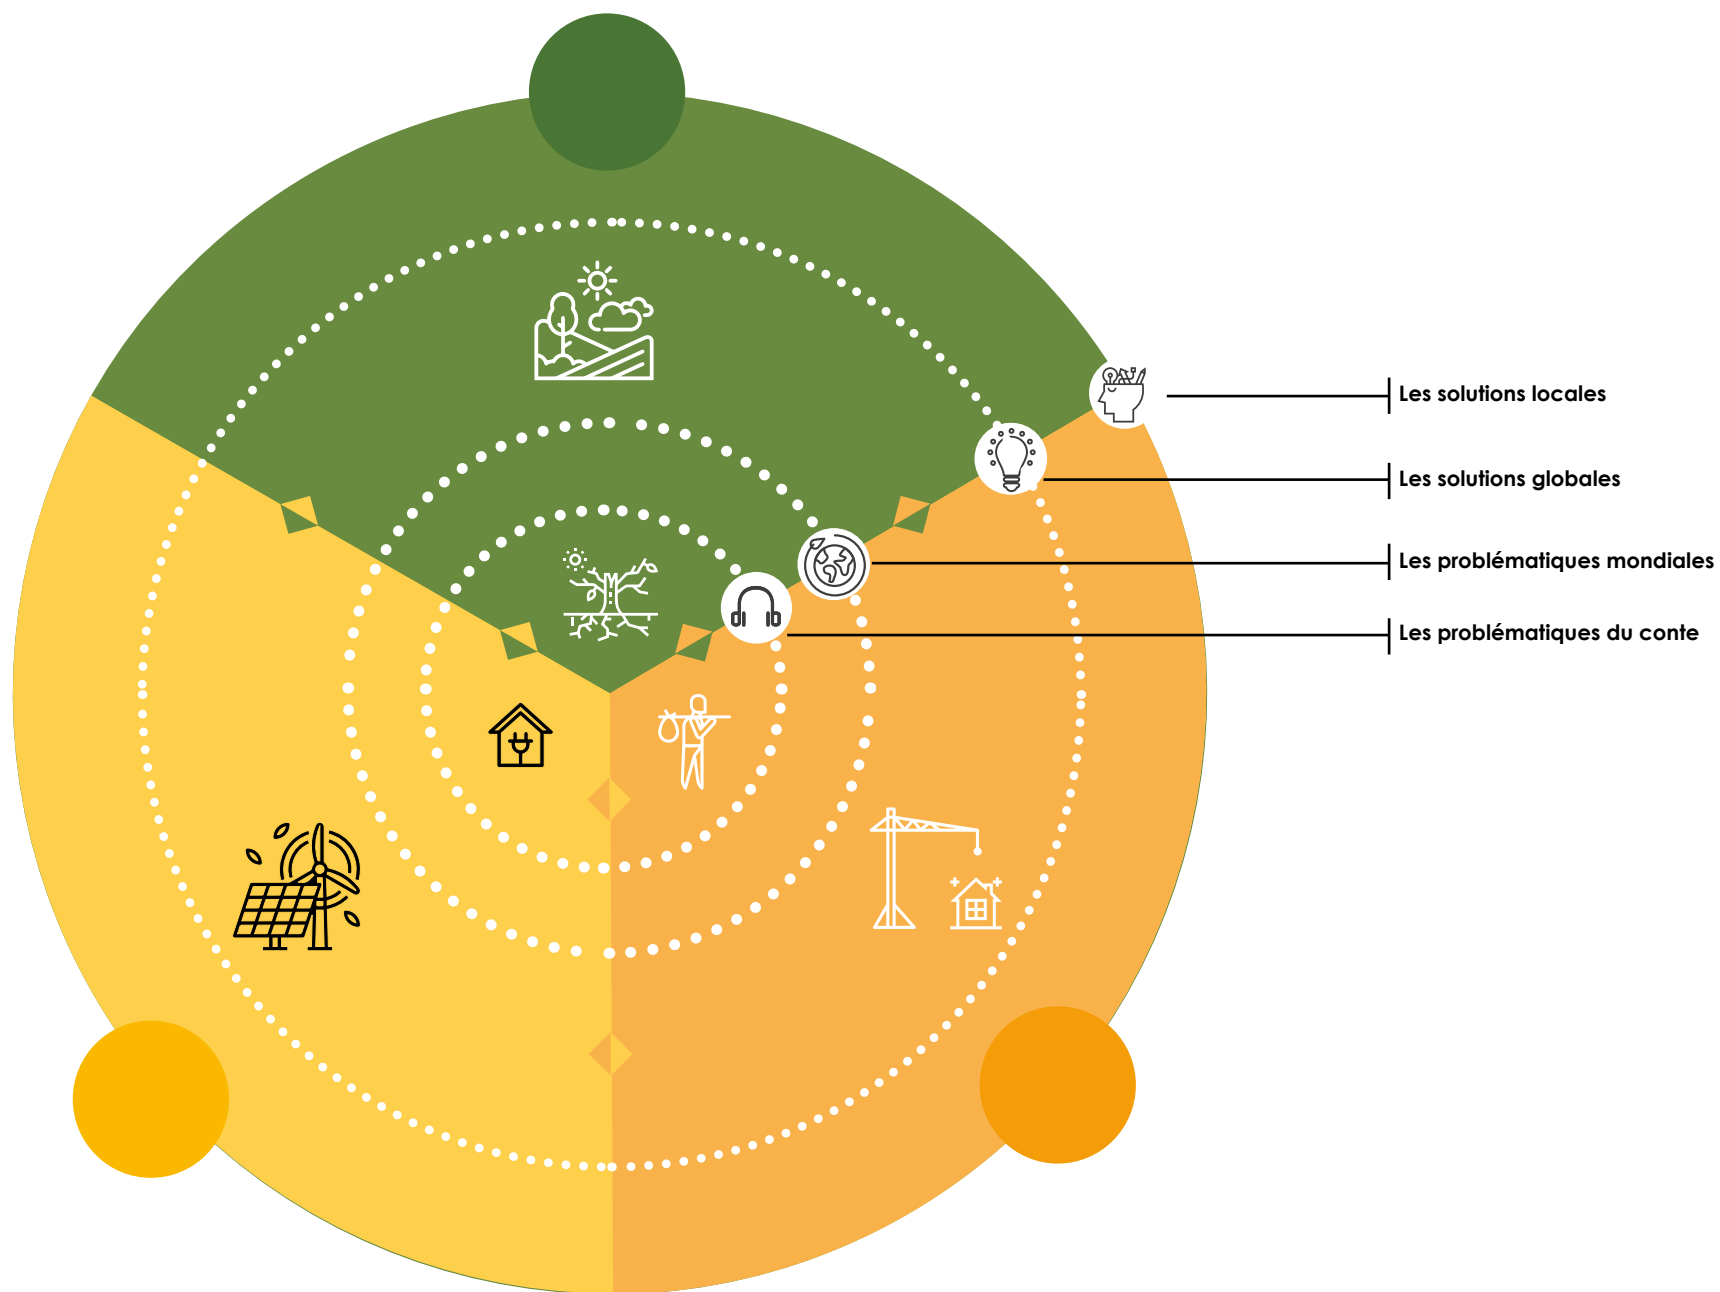 Les solutions locales
Les solutions globales
Les problématiques mondiales
Les problématiques du conte